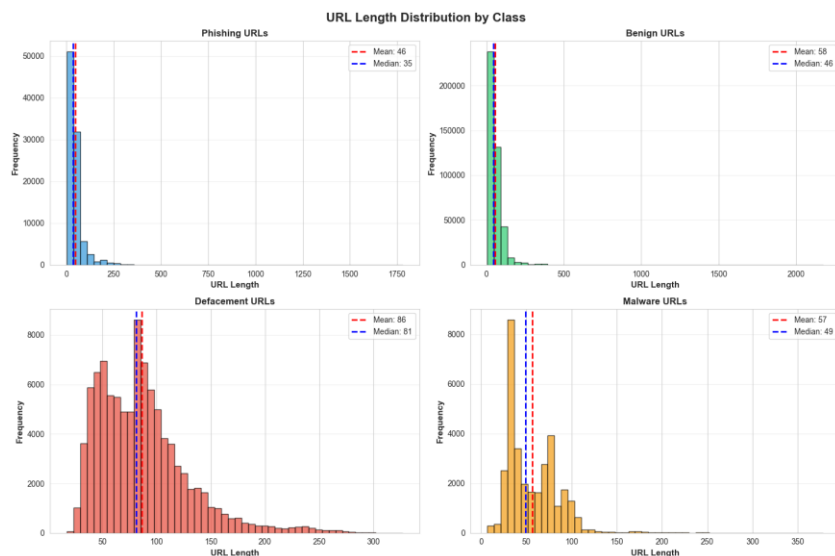 URL Length Distribution by Class
Phishing URLs
Mean: 46
Median: 35
50000
40000
30000
20000
10000
0
Frequency
0 250 500 750 1000 1250 1500 1750
URL Length
Benign URLs
Mean: 58
Median: 46
200000
150000
100000
50000
0
Frequency
0 500 1000 1500 2000
URL Length
Defacement URLs
Mean: 86
Median: 81
8000
6000
4000
2000
0
Frequency
50 100 150 200 250 300
URL Length
Malware URLs
Mean: 57
Median: 49
8000
6000
4000
2000
0
Frequency
0 50 100 150 200 250 300 350
URL Length